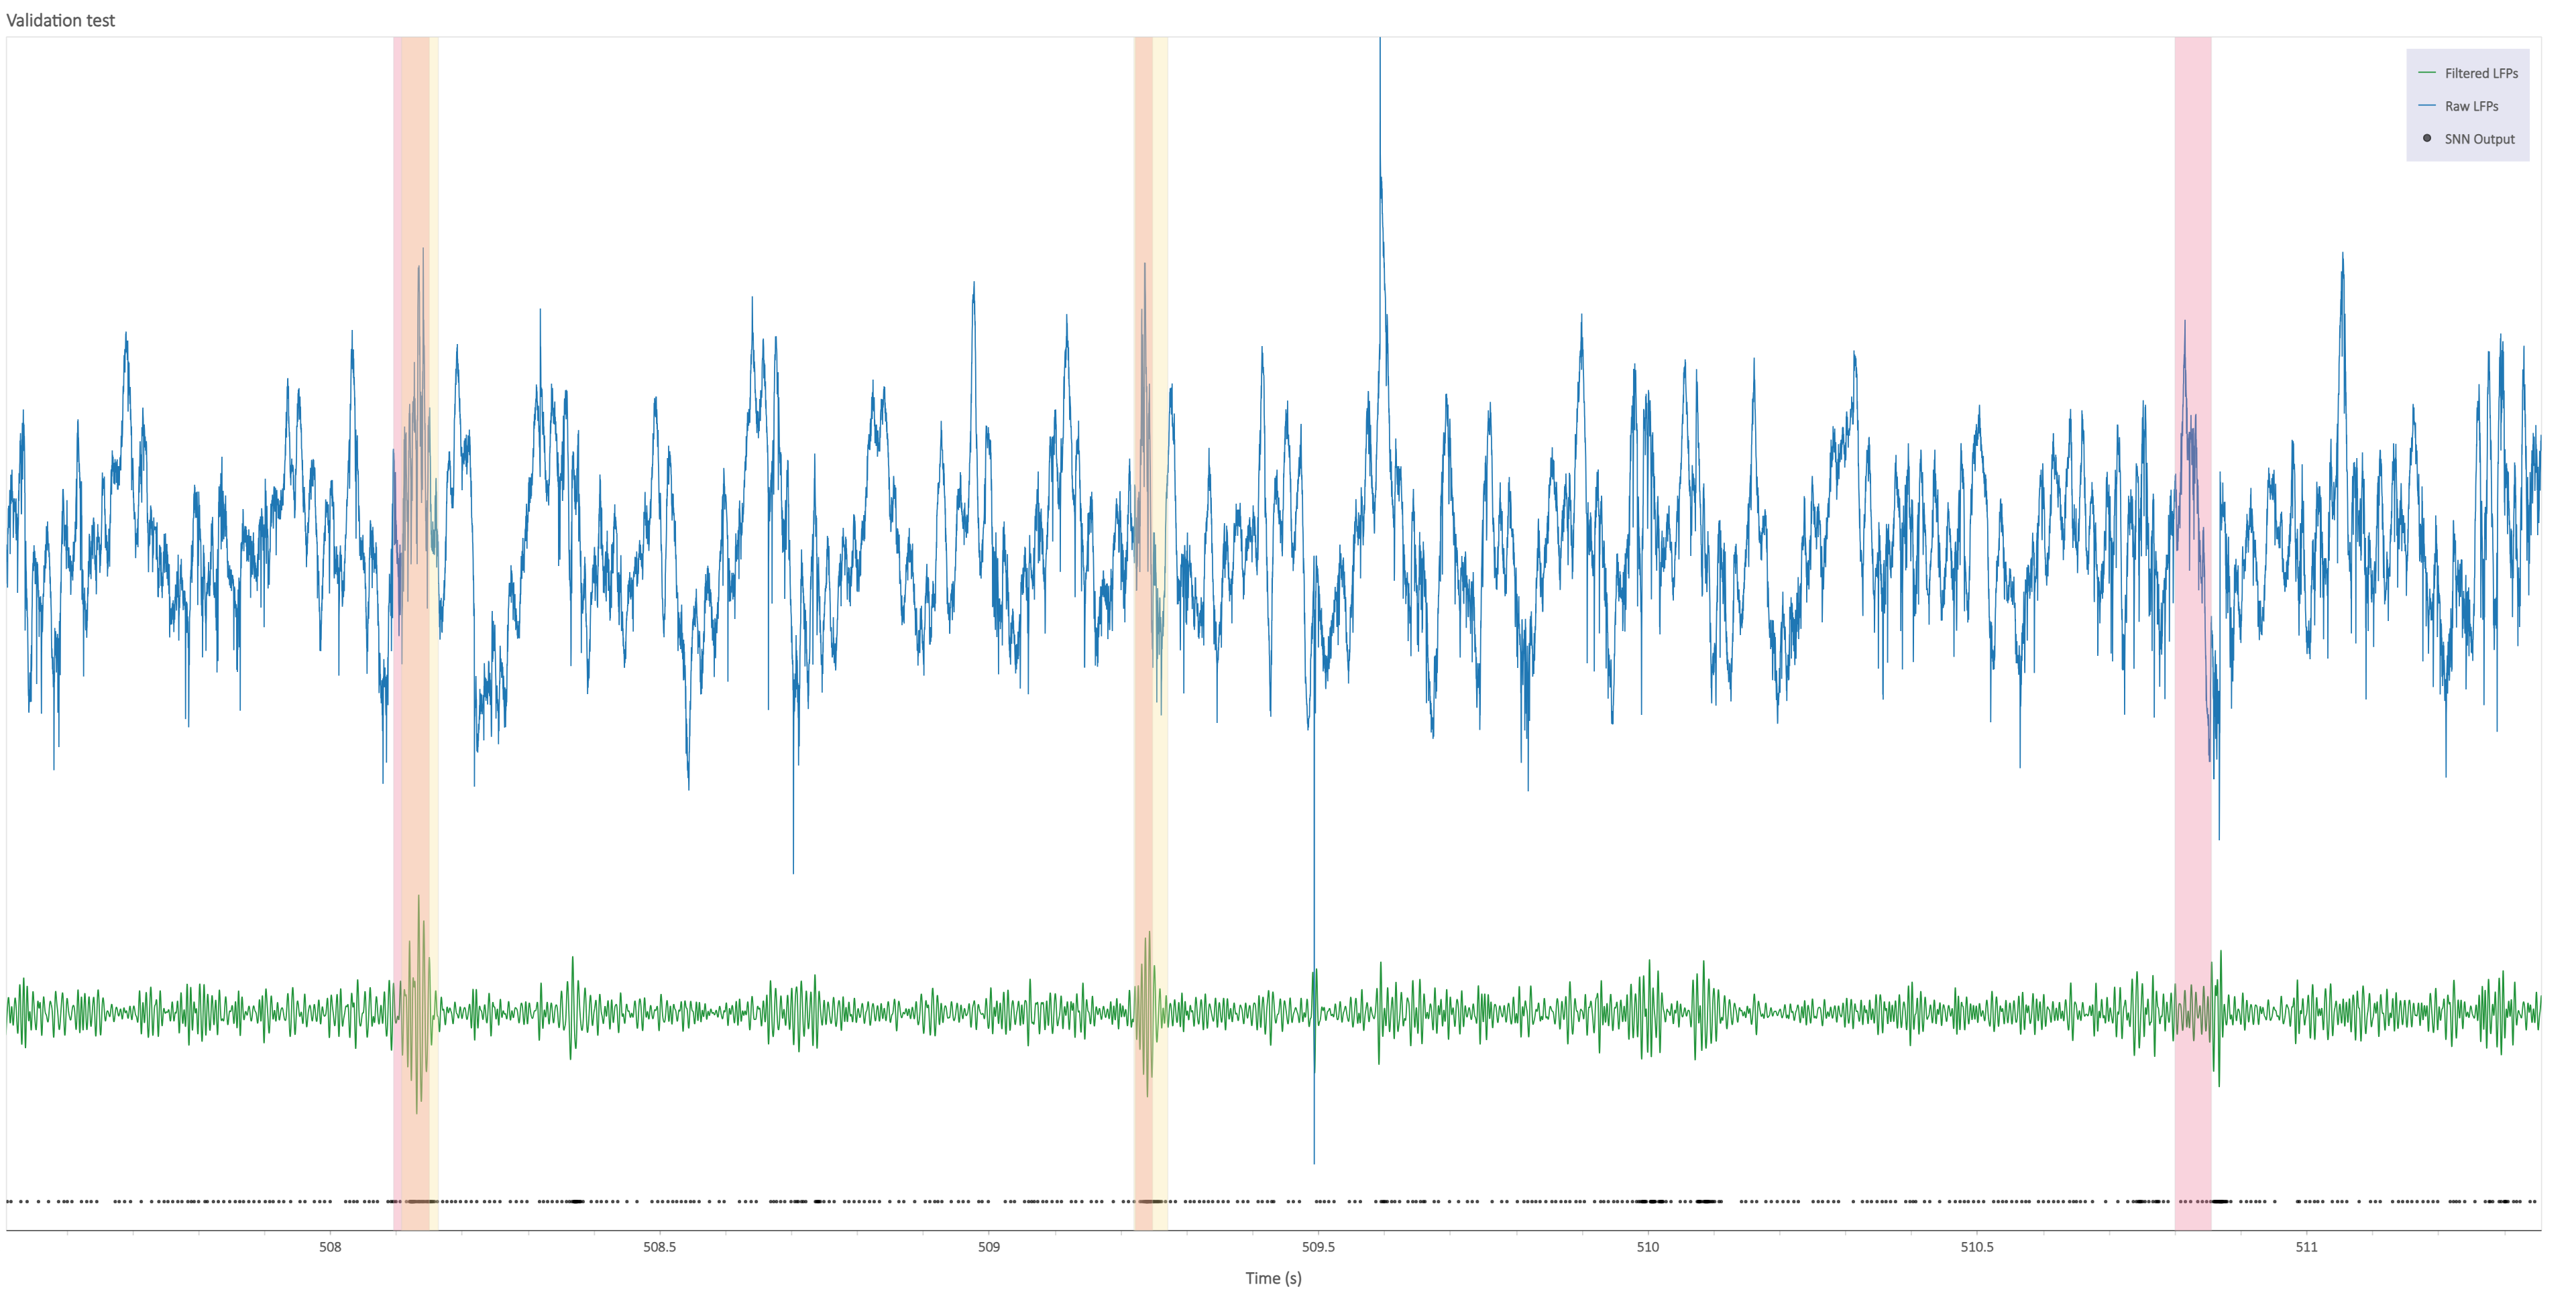 Validation test
Filtered LFPs
Raw LFPs
SNN Output
508
508.5
509
509.5
510
510.5
511
Time (s)